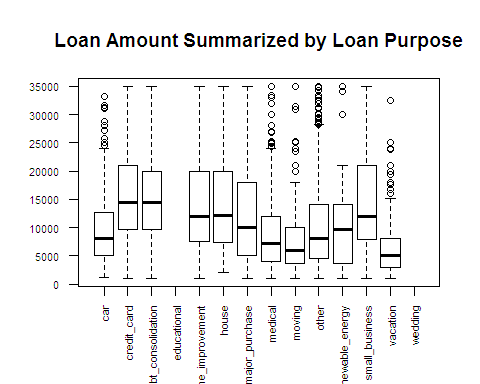 Loan Amount Summarized by Loan Purpose
35000
30000
25000
20000
15000
10000
5000
0
car
credit_card
bt_consolidation
educational
ne_improvement
house
major_purchase
medical
moving
other
newable_energy
small_business
vacation
wedding